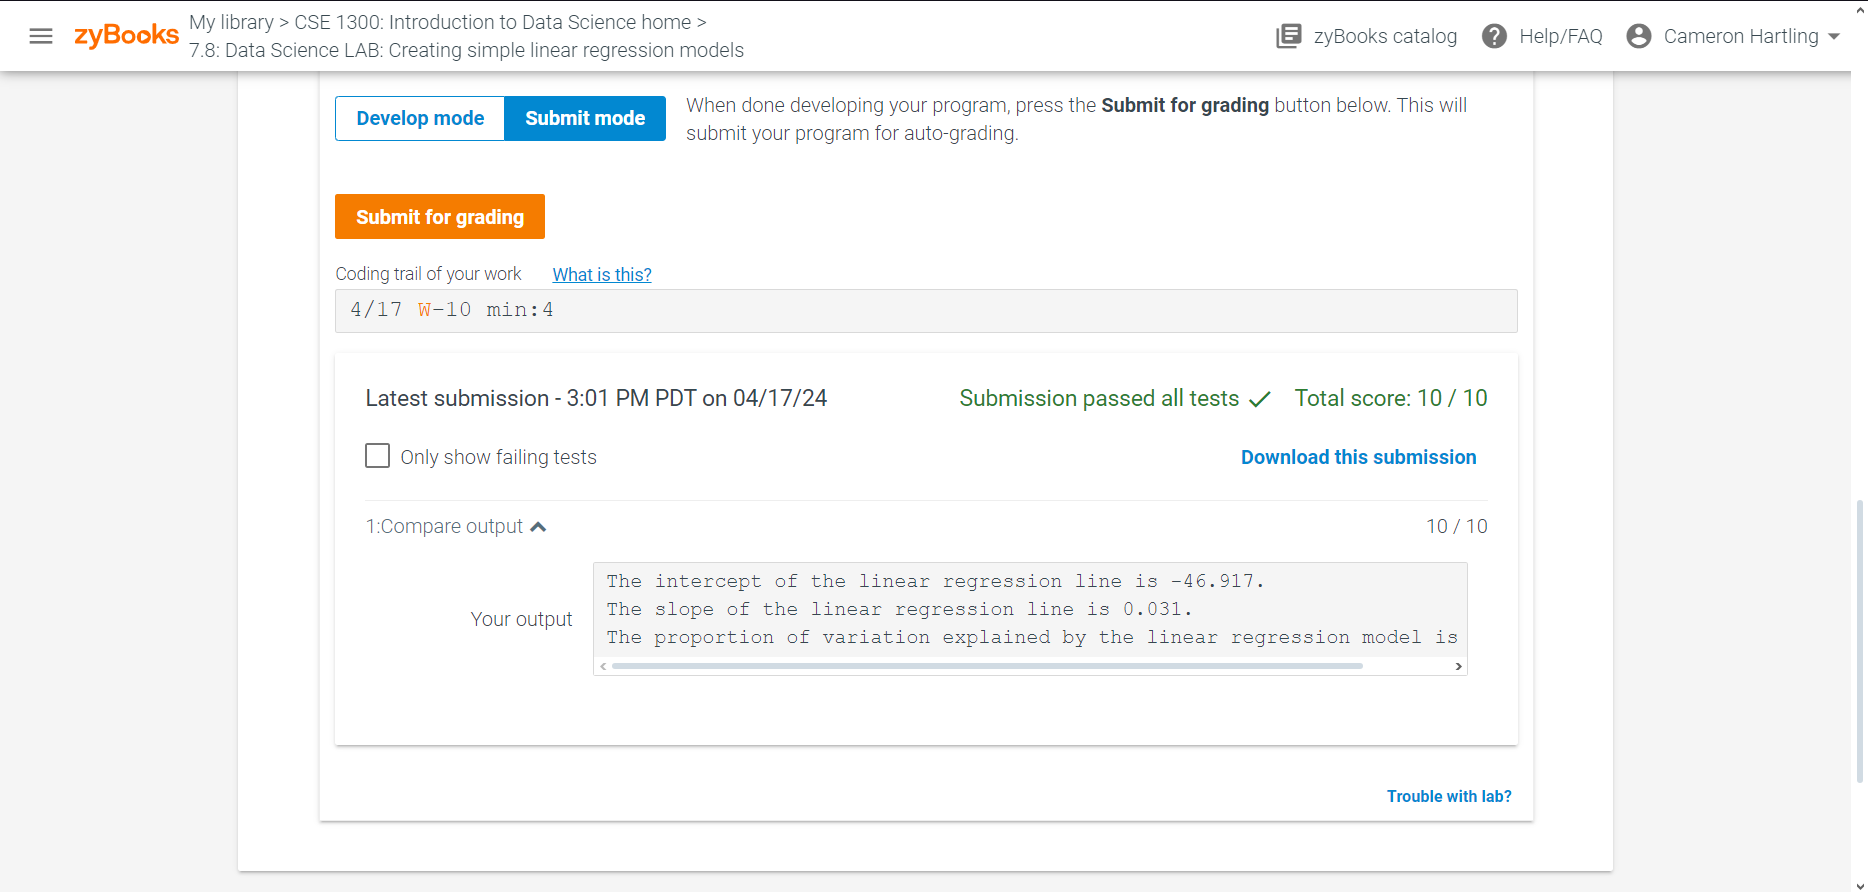 zyBooks
My library > CSE 1300: Introduction to Data Science home >
7.8: Data Science LAB: Creating simple linear regression models
zyBooks catalog
Help/FAQ
Cameron Hartling
Develop mode
Submit mode
When done developing your program, press the Submit for grading button below. This will
submit your program for auto-grading.
Submit for grading
Coding trail of your work What is this?
4/17 W-10 min:4
Latest submission - 3:01 PM PDT on 04/17/24
Submission passed all tests ✓ Total score: 10 / 10
Only show failing tests
Download this submission
1:Compare output
10 / 10
Your output
The intercept of the linear regression line is -46.917.
The slope of the linear regression line is 0.031.
The proportion of variation explained by the linear regression model is
Trouble with lab?